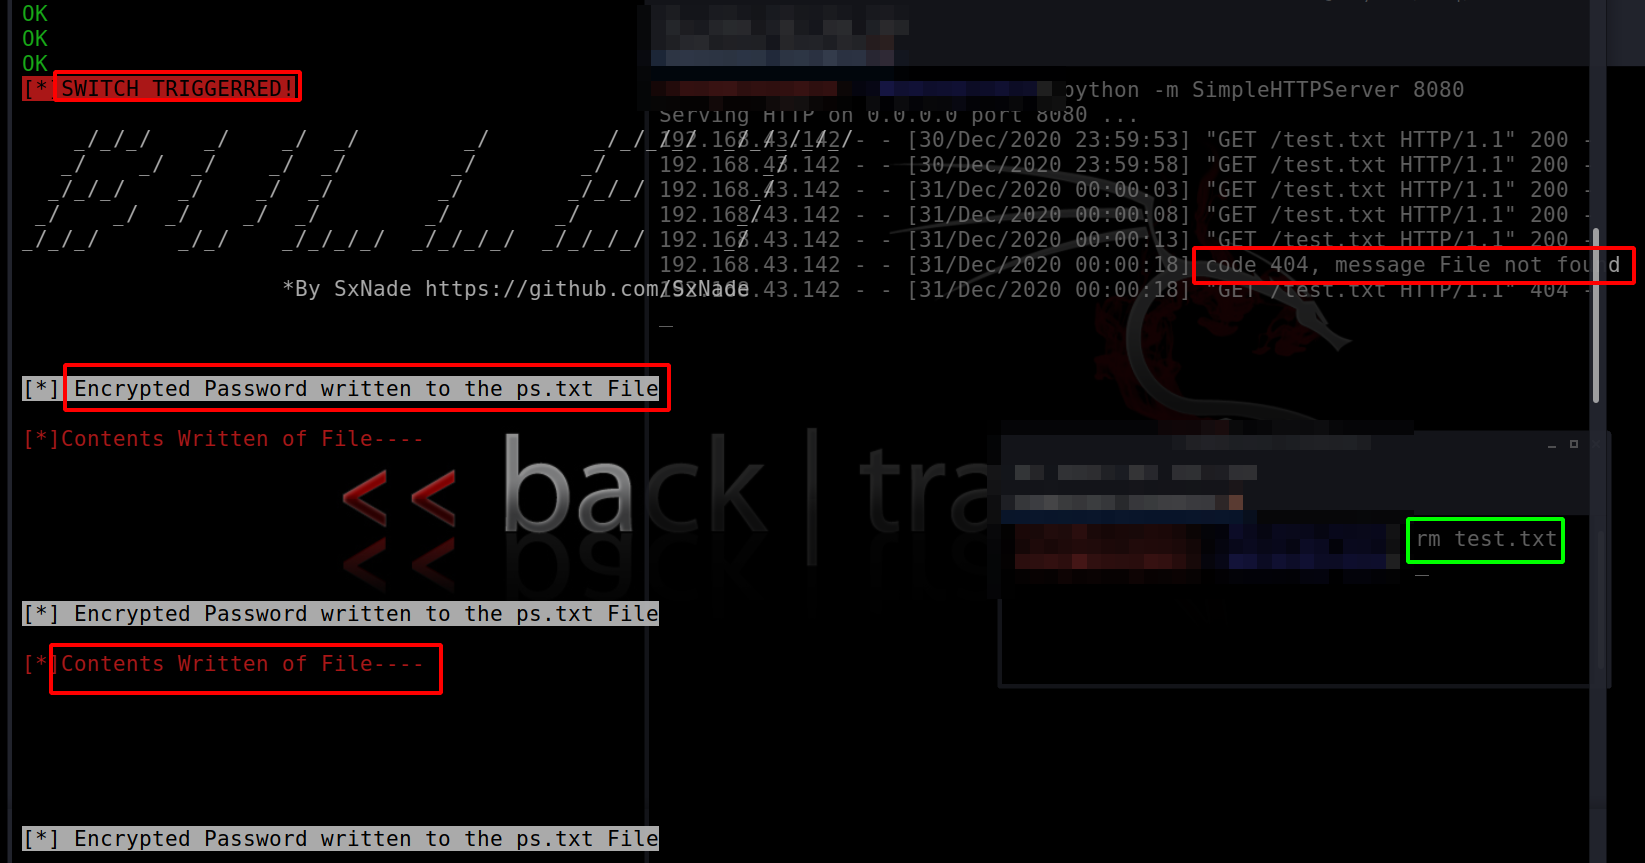 OK
OK
OK
[*]SWITCH TRIGGERRED!
BULLET
*By SxNade https://github.com/SxNade
[*] Encrypted Password written to the ps.txt File
[*]Contents Written of File----
[*] Encrypted Password written to the ps.txt File
[*]Contents Written of File----
[*] Encrypted Password written to the ps.txt File
python -m SimpleHTTPServer 8080
Serving HTTP on 0.0.0.0 port 8080 ...
192.168.43.142 - - [30/Dec/2020 23:59:53] "GET /test.txt HTTP/1.1" 200 -
192.168.43.142 - - [30/Dec/2020 23:59:58] "GET /test.txt HTTP/1.1" 200 -
192.168.43.142 - - [31/Dec/2020 00:00:03] "GET /test.txt HTTP/1.1" 200 -
192.168.43.142 - - [31/Dec/2020 00:00:08] "GET /test.txt HTTP/1.1" 200 -
192.168.43.142 - - [31/Dec/2020 00:00:13] "GET /test.txt HTTP/1.1" 200 -
192.168.43.142 - - [31/Dec/2020 00:00:18] code 404, message File not found
192.168.43.142 - - [31/Dec/2020 00:00:18] "GET /test.txt HTTP/1.1" 404 -
<< back | tra
rm test.txt